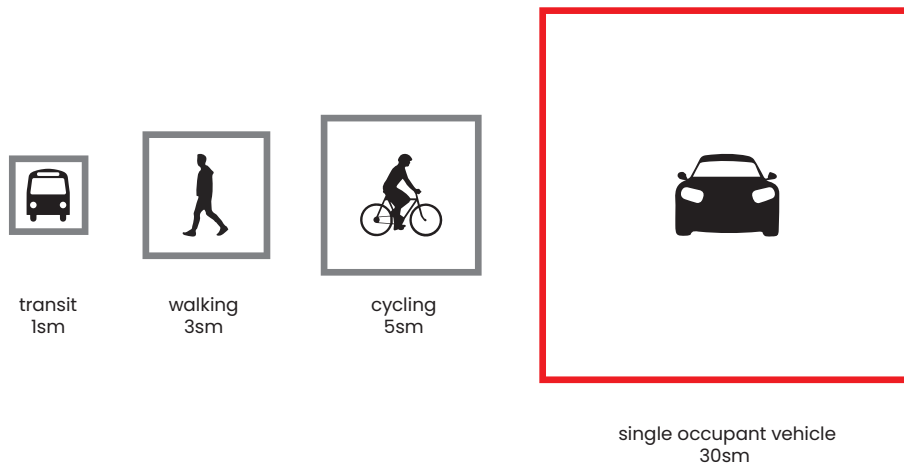 transit
1sm
walking
3sm
cycling
5sm
single occupant vehicle
30sm